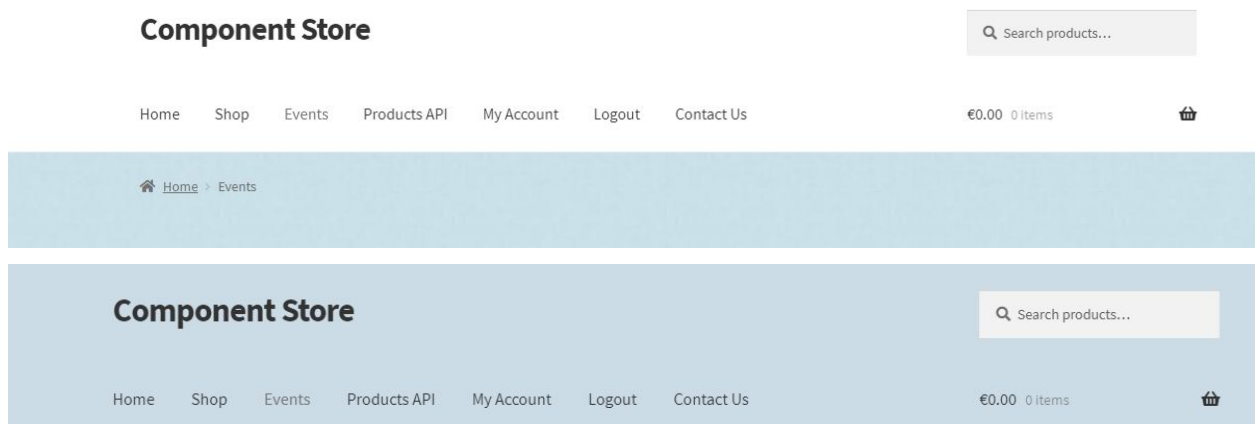 Component Store
Search products...
Home Shop Events Products API My Account Logout Contact Us €0.00 0 items
Home › Events
Component Store
Search products...
Home Shop Events Products API My Account Logout Contact Us €0.00 0 items